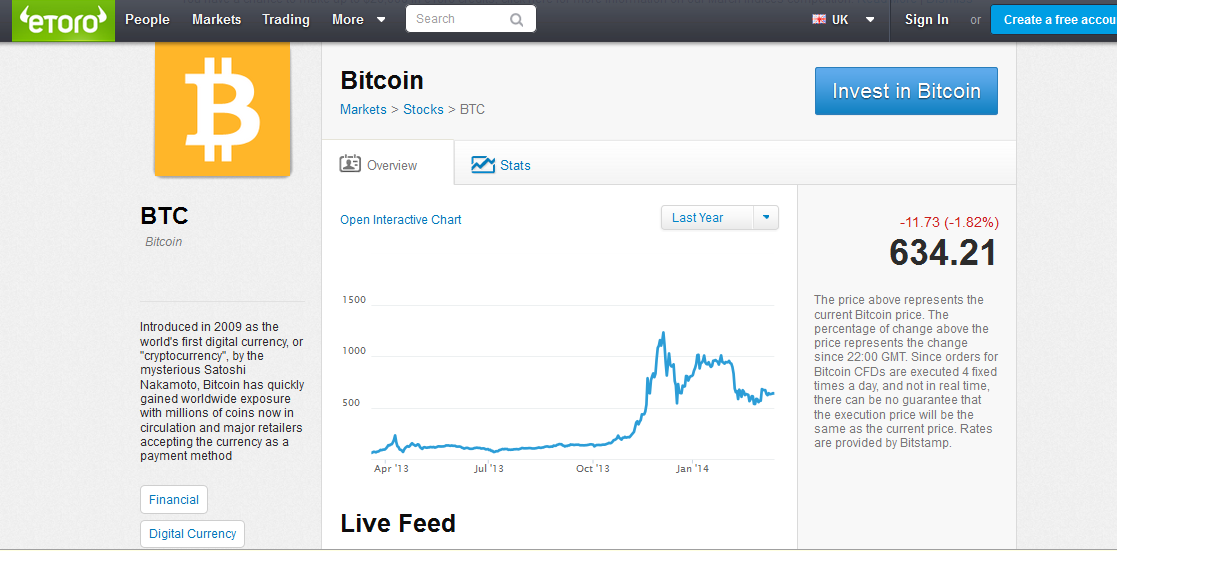 etoro People Markets Trading More Search UK Sign In or Create a free accou
Bitcoin
Markets > Stocks > BTC
Invest in Bitcoin
Overview Stats
BTC
Bitcoin
Introduced in 2009 as the
world's first digital currency, or
"cryptocurrency", by the
mysterious Satoshi
Nakamoto, Bitcoin has quickly
gained worldwide exposure
with millions of coins now in
circulation and major retailers
accepting the currency as a
payment method
Financial
Digital Currency
Open Interactive Chart Last Year
1500
1000
500
Apr '13 Jul '13 Oct '13 Jan '14
Live Feed
-11.73 (-1.82%)
634.21
The price above represents the
current Bitcoin price. The
percentage of change above the
price represents the change
since 22:00 GMT. Since orders for
Bitcoin CFDs are executed 4 fixed
times a day, and not in real time,
there can be no guarantee that
the execution price will be the
same as the current price. Rates
are provided by Bitstamp.